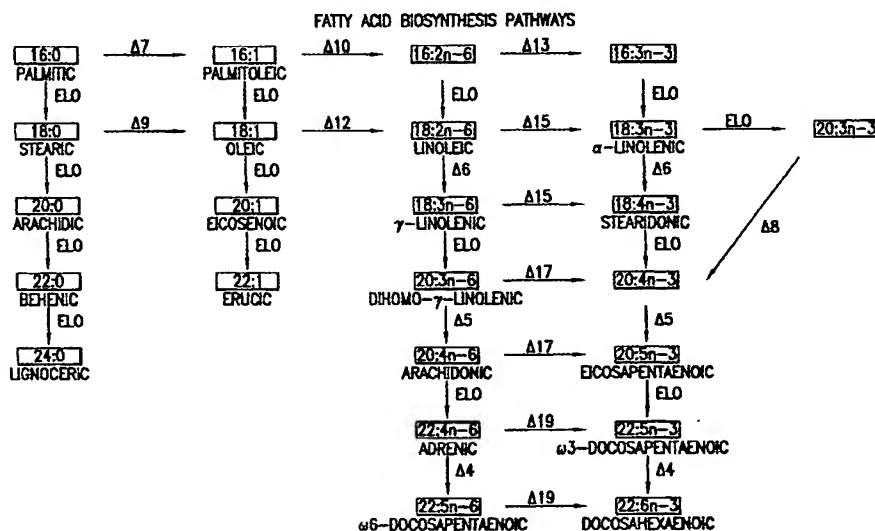 FATTY ACID BIOSYNTHESIS PATHWAYS
16:0 Δ7 16:1 Δ10 16:2n-6 Δ13 16:3n-3
PALMITIC PALMITOLEIC
ELO ELO ELO ELO
18:0 Δ9 18:1 Δ12 18:2n-6 Δ15 18:3n-3 ELO 20:3n-3
STEARIC OLEIC LINOLEIC α-LINOLENIC
ELO ELO Δ6 Δ6
20:0 20:1 18:3n-6 Δ15 18:4n-3
ARACHIDIC EICOSENOIC γ-LINOLENIC STEARIDONIC Δ8
ELO ELO ELO ELO
22:0 22:1 20:3n-6 Δ17 20:4n-3
BEHENIC ERUCIC DIHOMO-γ-LINOLENIC
ELO Δ5 Δ5
24:0 20:4n-6 Δ17 20:5n-3
LIGNOCERIC ARACHIDONIC EICOSAPENTAENOIC
ELO ELO
22:4n-6 Δ19 22:5n-3
ADRENIC ω3-DOCOSAPENTAENOIC
Δ4 Δ4
22:5n-6 Δ19 22:6n-3
ω6-DOCOSAPENTAENOIC DOCOSAHEXAENOIC